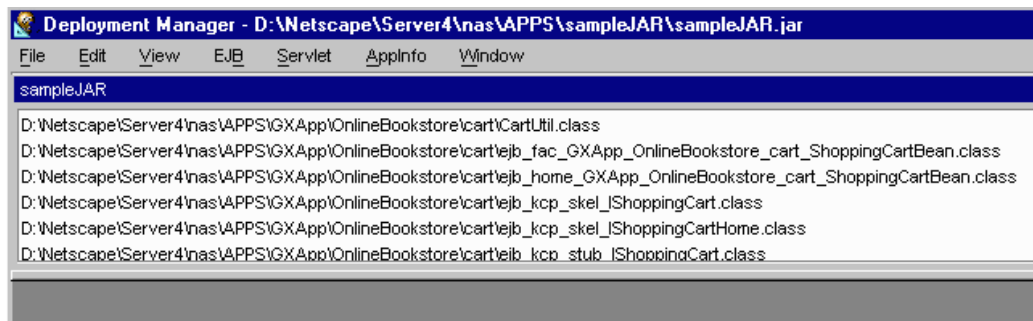 Deployment Manager - D:\Netscape\Server4\nas\APPS\sampleJAR\sampleJAR.jar
File Edit View EJB Servlet AppInfo Window
sampleJAR
D:\Netscape\Server4\nas\APPS\GXApp\OnlineBookstore\cart\CartUtil.class
D:\Netscape\Server4\nas\APPS\GXApp\OnlineBookstore\cart\ejb_fac_GXApp_OnlineBookstore_cart_ShoppingCartBean.class
D:\Netscape\Server4\nas\APPS\GXApp\OnlineBookstore\cart\ejb_home_GXApp_OnlineBookstore_cart_ShoppingCartBean.class
D:\Netscape\Server4\nas\APPS\GXApp\OnlineBookstore\cart\ejb_kcp_skel_IShoppingCart.class
D:\Netscape\Server4\nas\APPS\GXApp\OnlineBookstore\cart\ejb_kcp_skel_IShoppingCartHome.class
D:\Netscape\Server4\nas\APPS\GXApp\OnlineBookstore\cart\ejb_kcp_stub_IShoppingCart.class